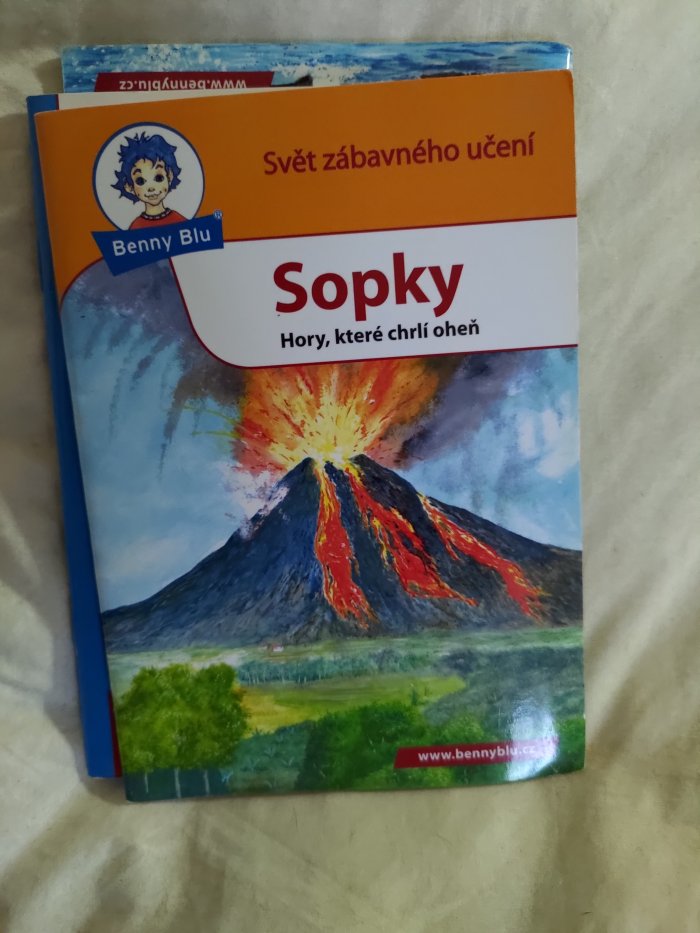 www.bennyblu.cz
Svět zábavného učení
Benny Blu®
Sopky
Hory, které chrlí oheň
www.bennyblu.cz